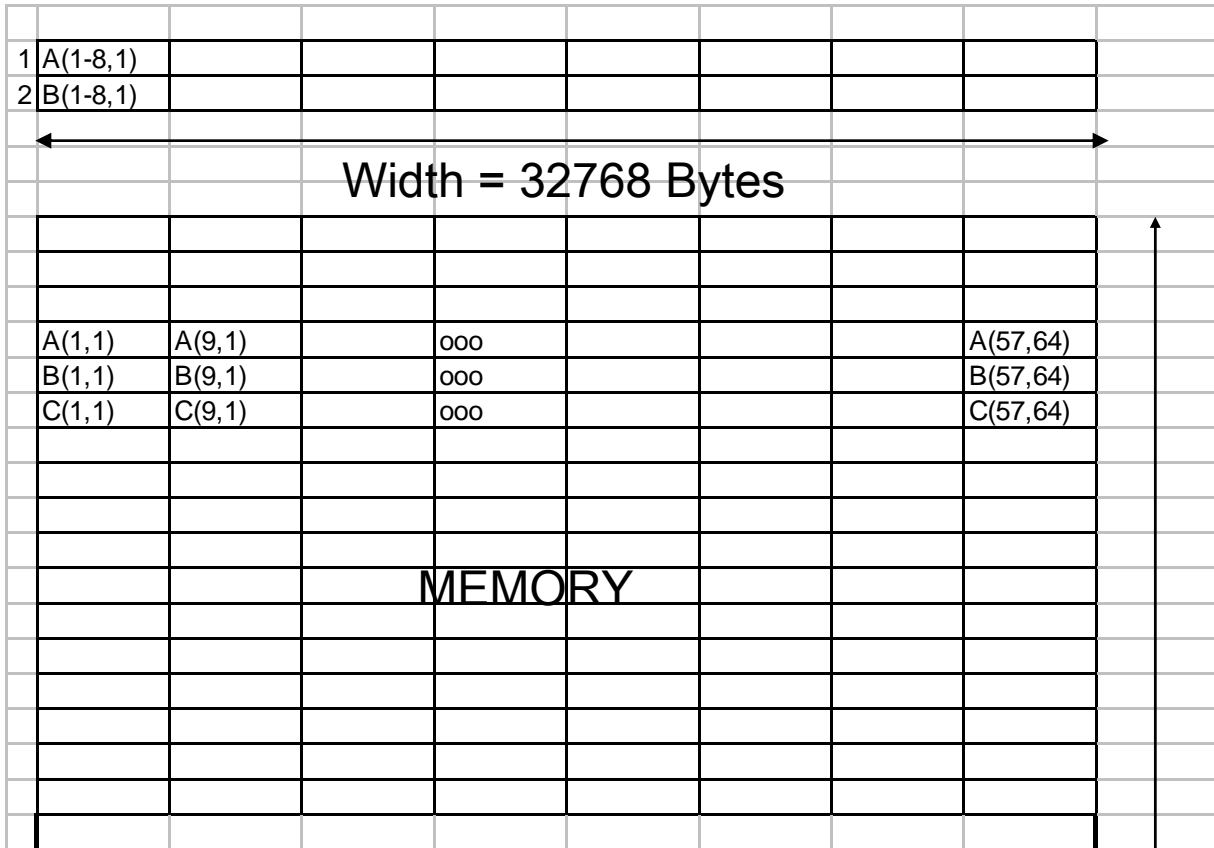 1 A(1-8,1)
2 B(1-8,1)
Width = 32768 Bytes
A(1,1) A(9,1) ooo A(57,64)
B(1,1) B(9,1) ooo B(57,64)
C(1,1) C(9,1) ooo C(57,64)
MEMORY